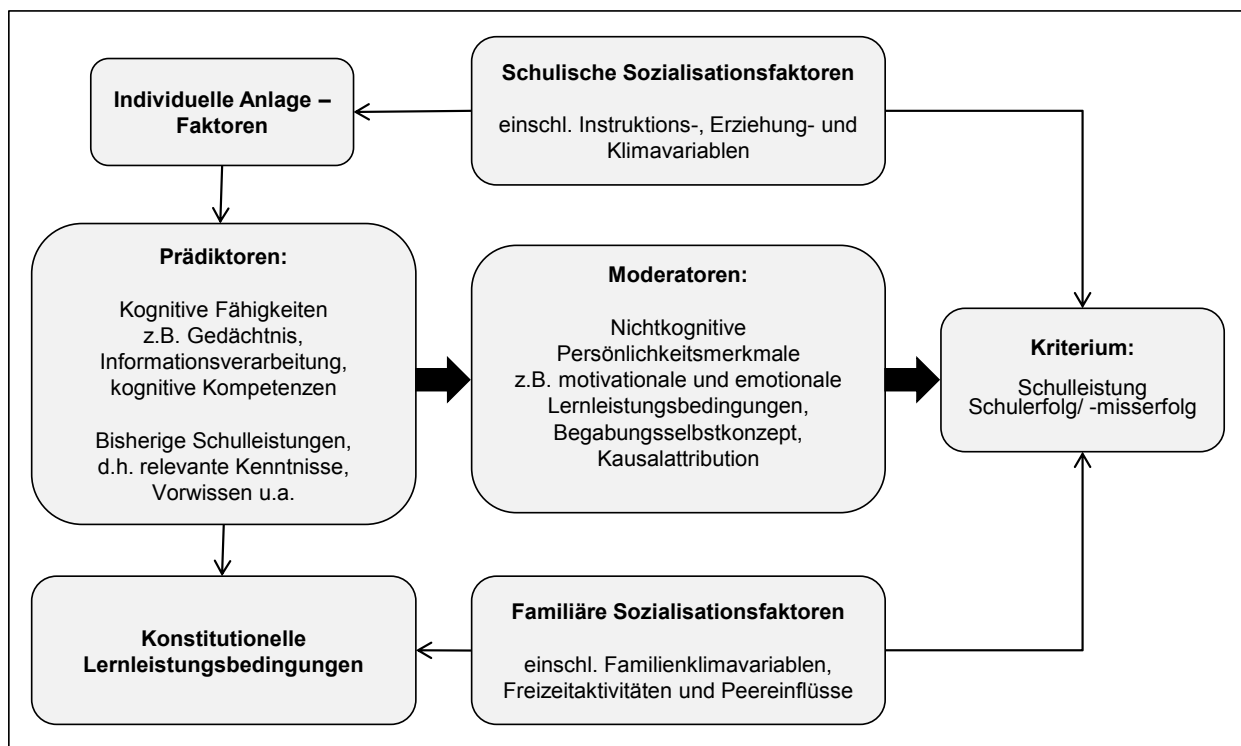 Individuelle Anlage –
Faktoren
Schulische Sozialisationsfaktoren
einschl. Instruktions-, Erziehung- und
Klimavariablen
Prädiktoren:
Kognitive Fähigkeiten
z.B. Gedächtnis,
Informationsverarbeitung,
kognitive Kompetenzen
Bisherige Schulleistungen,
d.h. relevante Kenntnisse,
Vorwissen u.a.
Moderatoren:
Nichtkognitive
Persönlichkeitsmerkmale
z.B. motivationale und emotionale
Lernleistungsbedingungen,
Begabungsselbstkonzept,
Kausalattribution
Kriterium:
Schulleistung
Schulerfolg/ -misserfolg
Konstitutionelle
Lernleistungsbedingungen
Familiäre Sozialisationsfaktoren
einschl. Familienklimavariablen,
Freizeitaktivitäten und Peereinflüsse